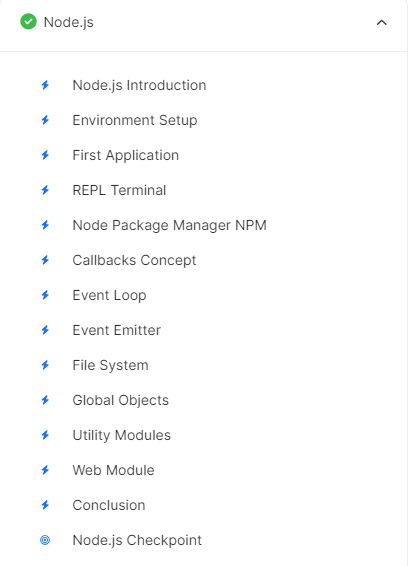 Node.js
Node.js Introduction
Environment Setup
First Application
REPL Terminal
Node Package Manager NPM
Callbacks Concept
Event Loop
Event Emitter
File System
Global Objects
Utility Modules
Web Module
Conclusion
Node.js Checkpoint